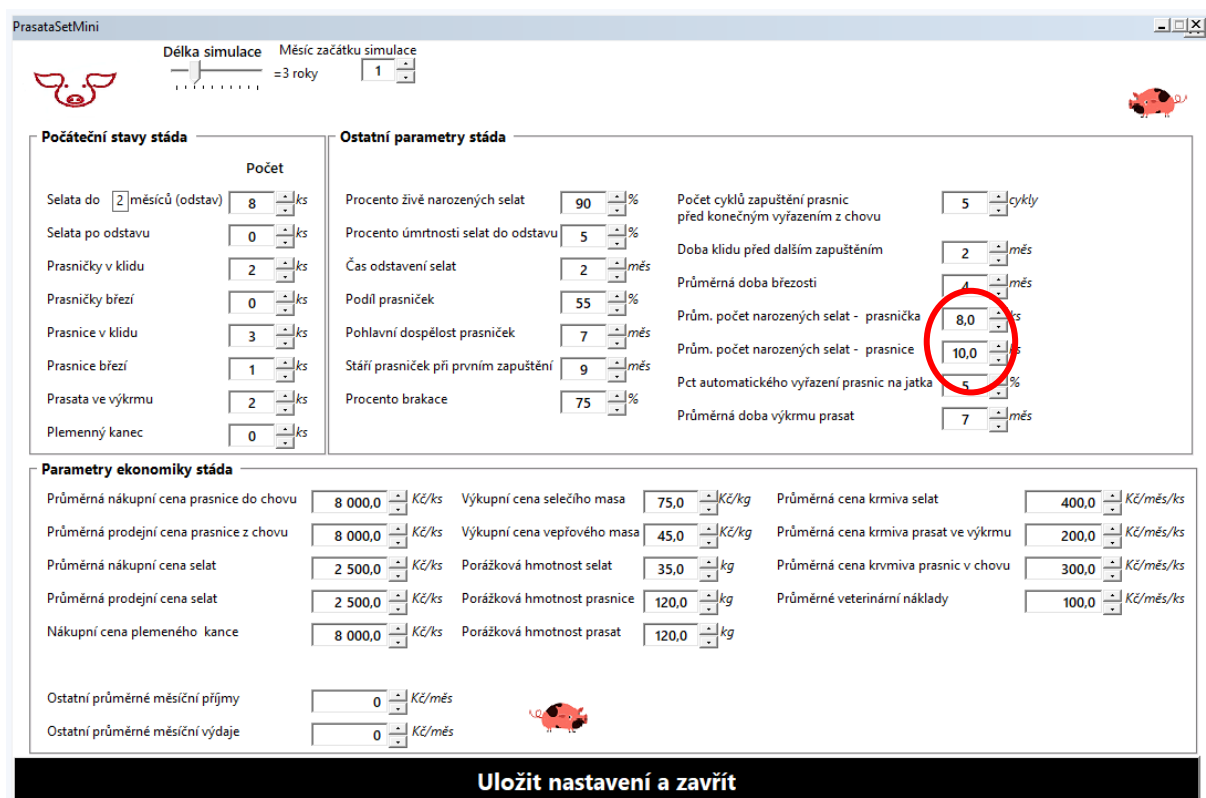 PrasataSetMini
Délka simulace
=3 roky
Měsíc začátku simulace
1
Počáteční stavy stáda
Počet
Selata do 2 měsíců (odstav) 8 ks
Selata po odstavu 0 ks
Prasničky v klidu 2 ks
Prasničky březí 0 ks
Prasnice v klidu 3 ks
Prasnice březí 1 ks
Prasata ve výkrmu 2 ks
Plemenný kanec 0 ks
Ostatní parametry stáda
Procento živě narozených selat 90 %
Procento úmrtnosti selat do odstavu 5 %
Čas odstavení selat 2 měs
Podíl prasniček 55 %
Pohlavní dospělost prasniček 7 měs
Stáří prasniček při prvním zapuštění 9 měs
Procento brakace 75 %
Počet cyklů zapuštění prasnic
před konečným vyřazením z chovu 5 cykly
Doba klidu před dalším zapuštěním 2 měs
Průměrná doba březosti 4 měs
Prům. počet narozených selat - prasnička 8,0 ks
Prům. počet narozených selat - prasnice 10,0 ks
Pct automatického vyřazení prasnic na jatka 5 %
Průměrná doba výkrmu prasat 7 měs
Parametry ekonomiky stáda
Průměrná nákupní cena prasnice do chovu 8 000,0 Kč/ks
Průměrná prodejní cena prasnice z chovu 8 000,0 Kč/ks
Průměrná nákupní cena selat 2 500,0 Kč/ks
Průměrná prodejní cena selat 2 500,0 Kč/ks
Nákupní cena plemeného kance 8 000,0 Kč/ks
Ostatní průměrné měsíční příjmy 0 Kč/měs
Ostatní průměrné měsíční výdaje 0 Kč/měs
Výkupní cena selečího masa 75,0 Kč/kg
Výkupní cena vepřového masa 45,0 Kč/kg
Porážková hmotnost selat 35,0 kg
Porážková hmotnost prasnice 120,0 kg
Porážková hmotnost prasat 120,0 kg
Průměrná cena krmiva selat 400,0 Kč/měs/ks
Průměrná cena krmiva prasat ve výkrmu 200,0 Kč/měs/ks
Průměrná cena krvmiva prasnic v chovu 300,0 Kč/měs/ks
Průměrné veterinární náklady 100,0 Kč/měs/ks
Uložit nastavení a zavřít